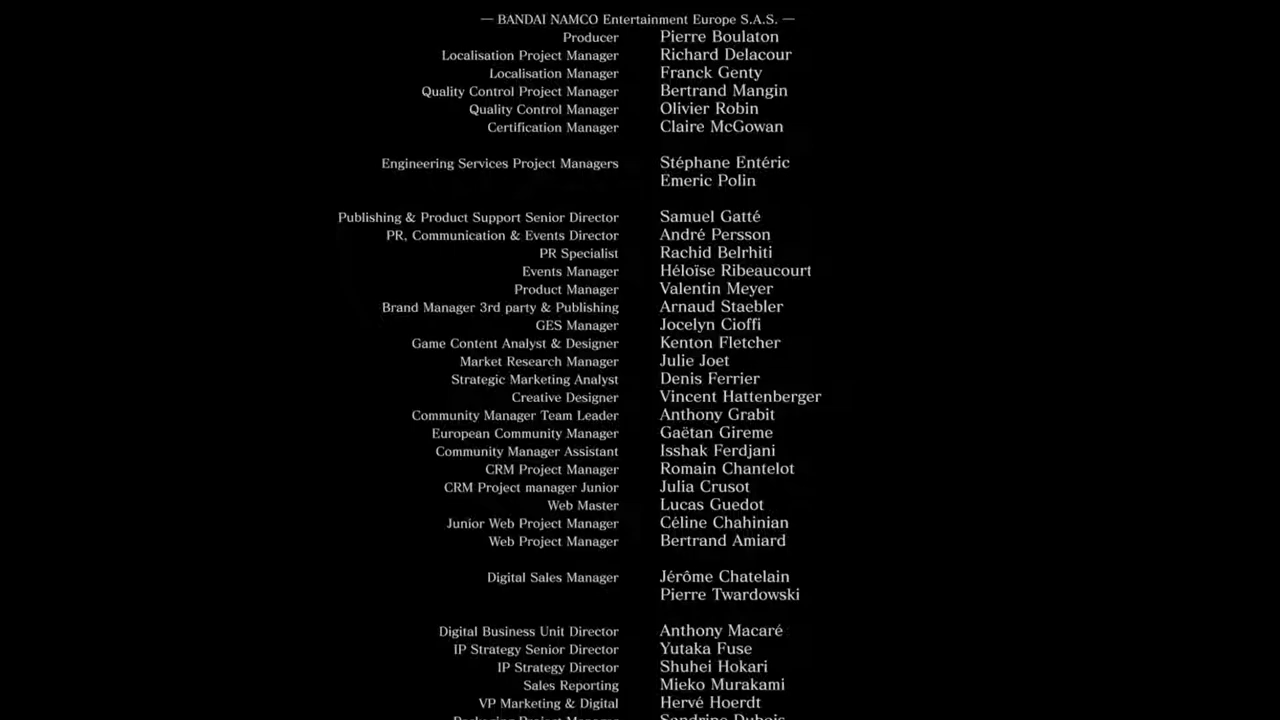 — BANDAI NAMCO Entertainment Europe S.A.S. —
Producer Pierre Boulaton
Localisation Project Manager Richard Delacour
Localisation Manager Franck Genty
Quality Control Project Manager Bertrand Mangin
Quality Control Manager Olivier Robin
Certification Manager Claire McGowan
Engineering Services Project Managers Stéphane Entéric
Emeric Polin
Publishing & Product Support Senior Director Samuel Gatté
PR, Communication & Events Director André Persson
PR Specialist Rachid Belrhiti
Events Manager Héloïse Ribeaucourt
Product Manager Valentin Meyer
Brand Manager 3rd party & Publishing Arnaud Staebler
GES Manager Jocelyn Cioffi
Game Content Analyst & Designer Kenton Fletcher
Market Research Manager Julie Joet
Strategic Marketing Analyst Denis Ferrier
Creative Designer Vincent Hattenberger
Community Manager Team Leader Anthony Grabit
European Community Manager Gaëtan Gireme
Community Manager Assistant Isshak Ferdjani
CRM Project Manager Romain Chantelot
CRM Project manager Junior Julia Crusot
Web Master Lucas Guedot
Junior Web Project Manager Céline Chahinian
Web Project Manager Bertrand Amiard
Digital Sales Manager Jérôme Chatelain
Pierre Twardowski
Digital Business Unit Director Anthony Macaré
IP Strategy Senior Director Yutaka Fuse
IP Strategy Director Shuhei Hokari
Sales Reporting Mieko Murakami
VP Marketing & Digital Hervé Hoerdt